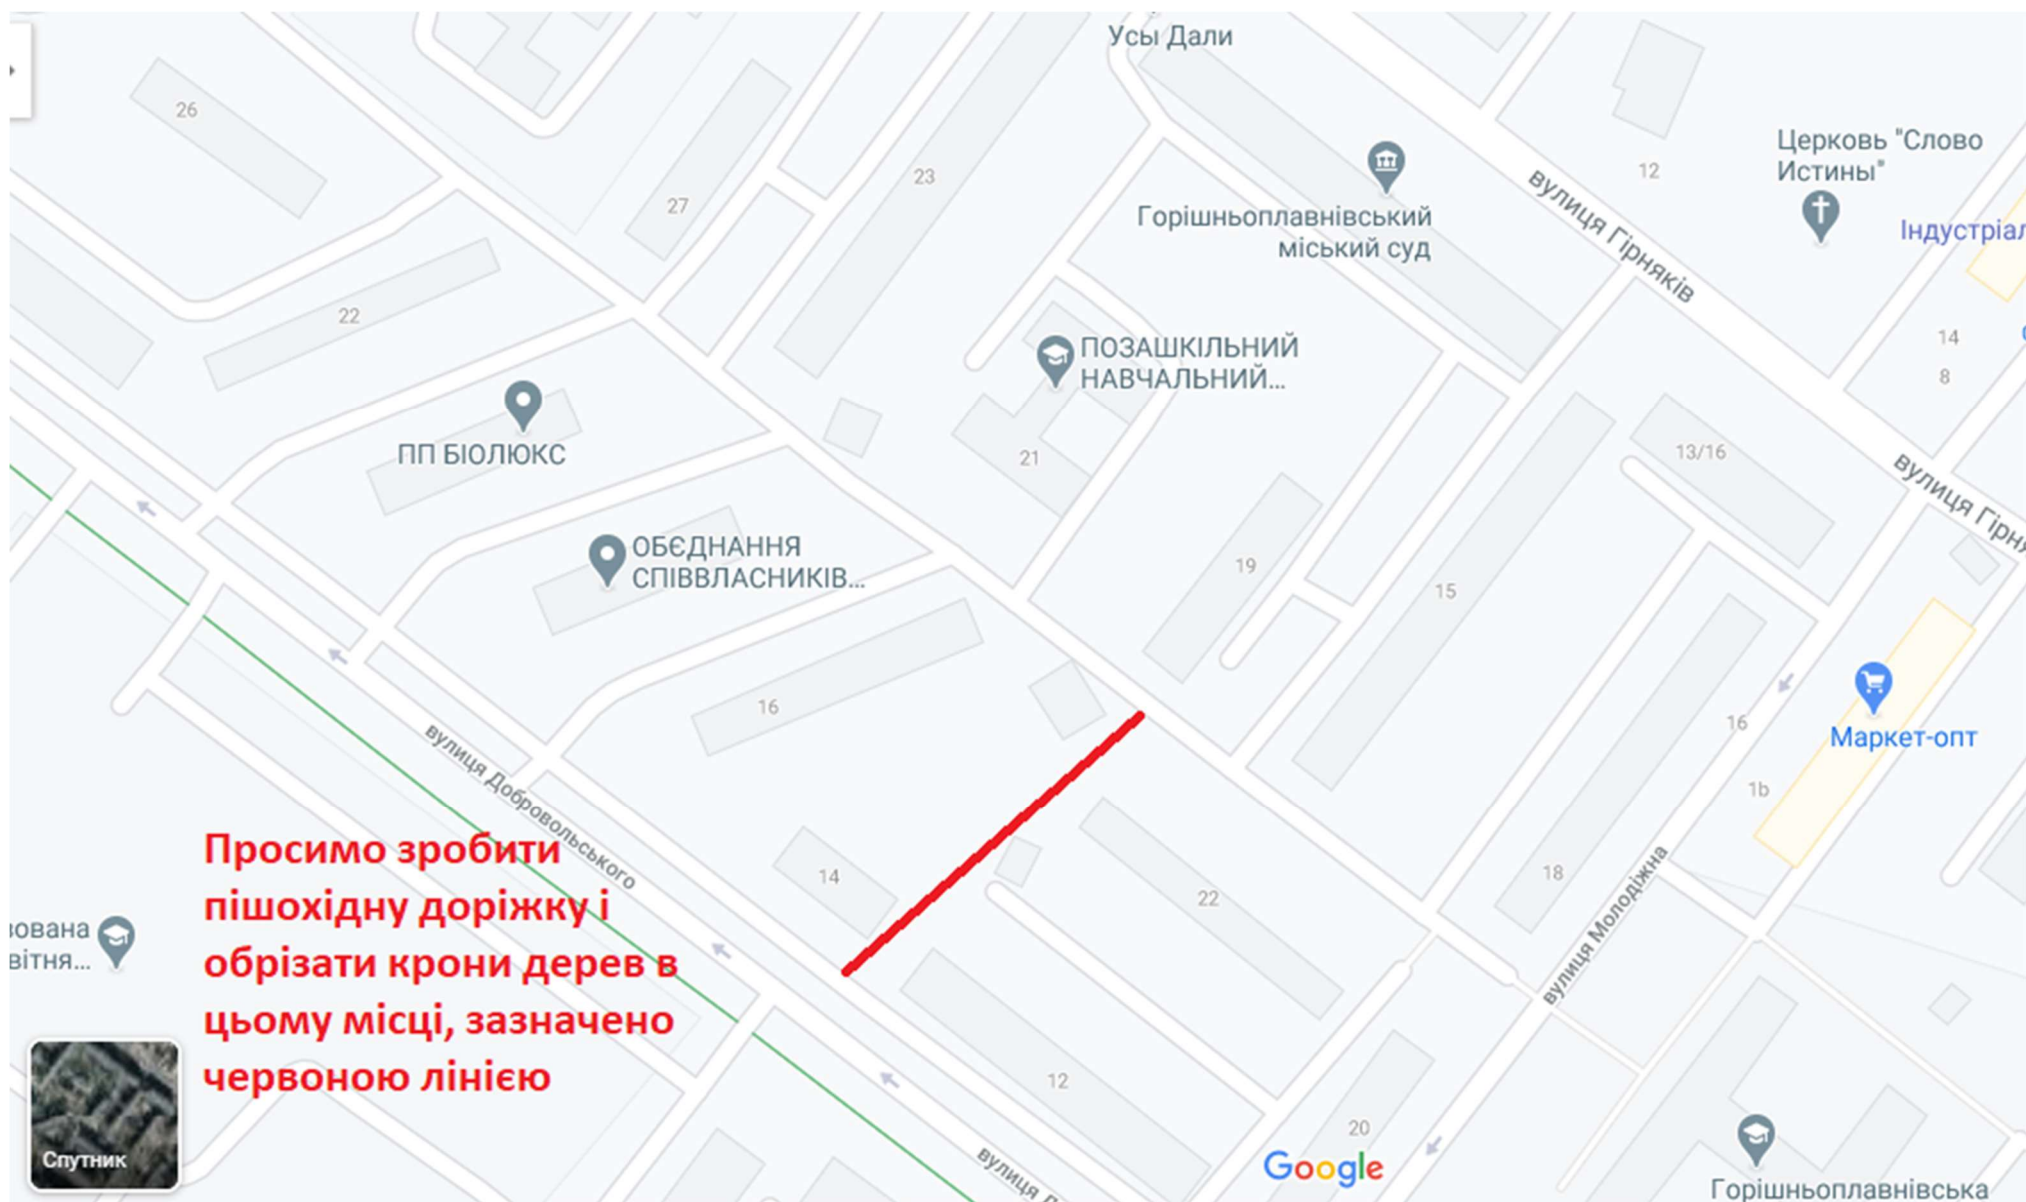 Усы Дали
26
Церковь "Слово
Истины"
12
23
27
вулиця Гірняків
Горішньоплавнівський
міський суд
Індустріал
22
14
8
ПОЗАШКІЛЬНИЙ
НАВЧАЛЬНИЙ...
ПП БІОЛЮКС
21
13/16
вулиця Гірня
ОБЄДНАННЯ
СПІВВЛАСНИКІВ...
19
15
16
16
Маркет-опт
1b
вулиця Добровольського
14
18
22
вулиця Молодіжна
Просимо зробити
пішохідну доріжку і
обрізати крони дерев в
цьому місці, зазначено
червоною лінією
зована
вітня...
12
20
Спутник
Google
вулиця Д
Горішньоплавнівська